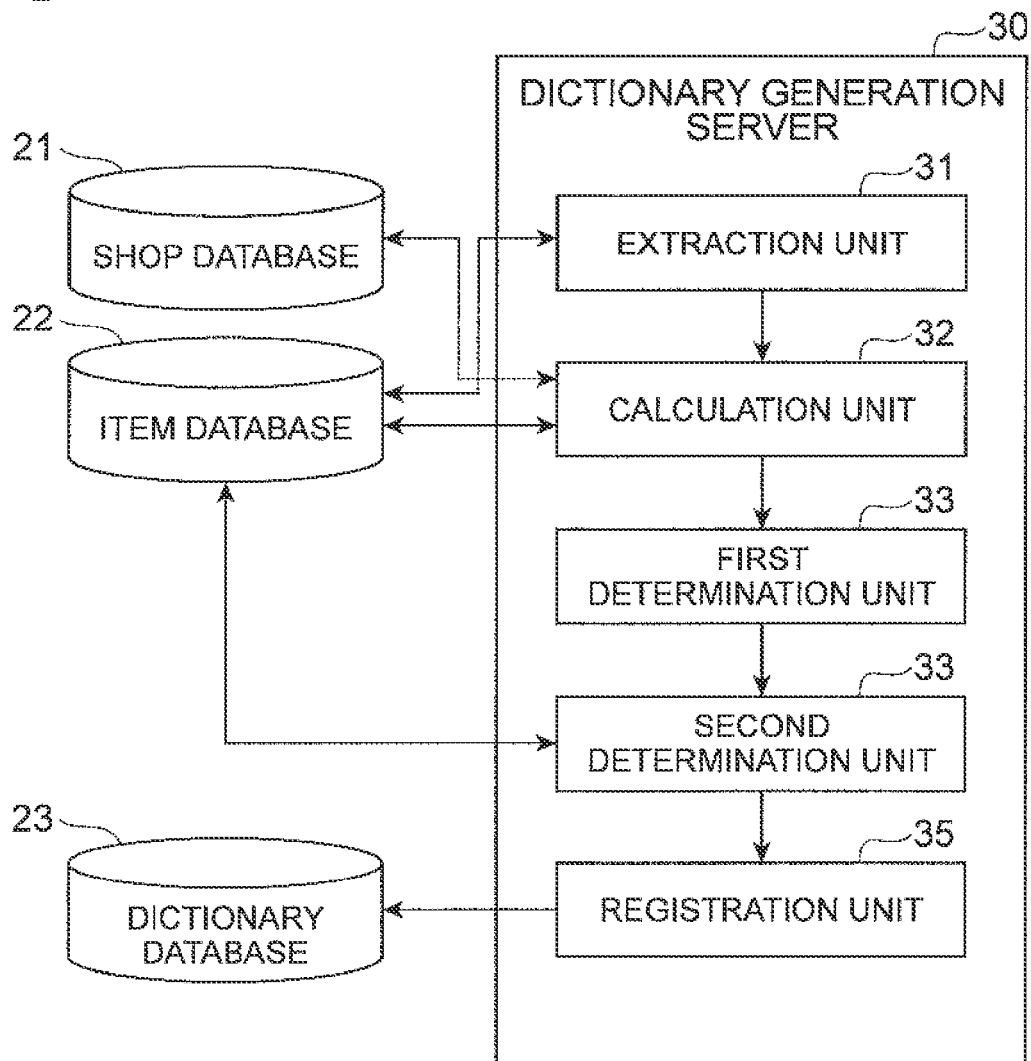 30
DICTIONARY GENERATION
SERVER
21
SHOP DATABASE
31
EXTRACTION UNIT
22
ITEM DATABASE
32
CALCULATION UNIT
33
FIRST
DETERMINATION UNIT
33
SECOND
DETERMINATION UNIT
23
DICTIONARY
DATABASE
35
REGISTRATION UNIT